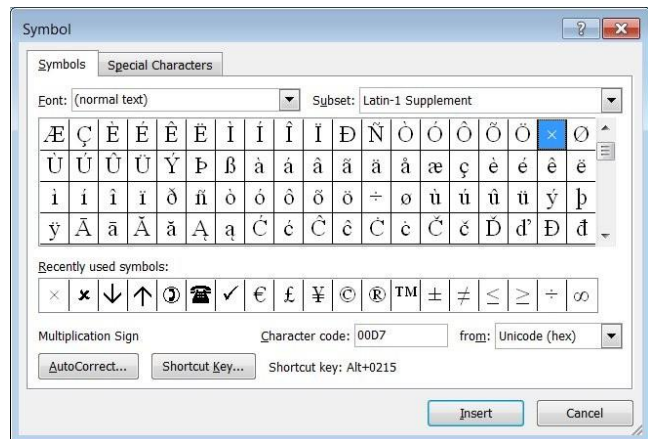 Symbol
Symbols Special Characters
Font: (normal text) Subset: Latin-1 Supplement
Æ Ç È É Ê Ë Ì Í Î Ï Ð Ñ Ò Ó Ô Õ Ö × Ø
Ù Ú Û Ü Ý Þ ß à á â ã ä å æ ç è é ê ë
ì í î ï ð ñ ò ó ô õ ö ÷ ø ù ú û ü ý þ
ÿ Ā ā Ă ă Ą ą Ć ć Ĉ ĉ Ċ ċ Č č Ď ď Đ đ
Recently used symbols:
× × ↓ ↑ ✆ ☎ ✓ € £ ¥ © ® ™ ± ≠ ≤ ≥ ÷ ∞
Multiplication Sign Character code: 00D7 from: Unicode (hex)
AutoCorrect... Shortcut Key... Shortcut key: Alt+0215
Insert Cancel